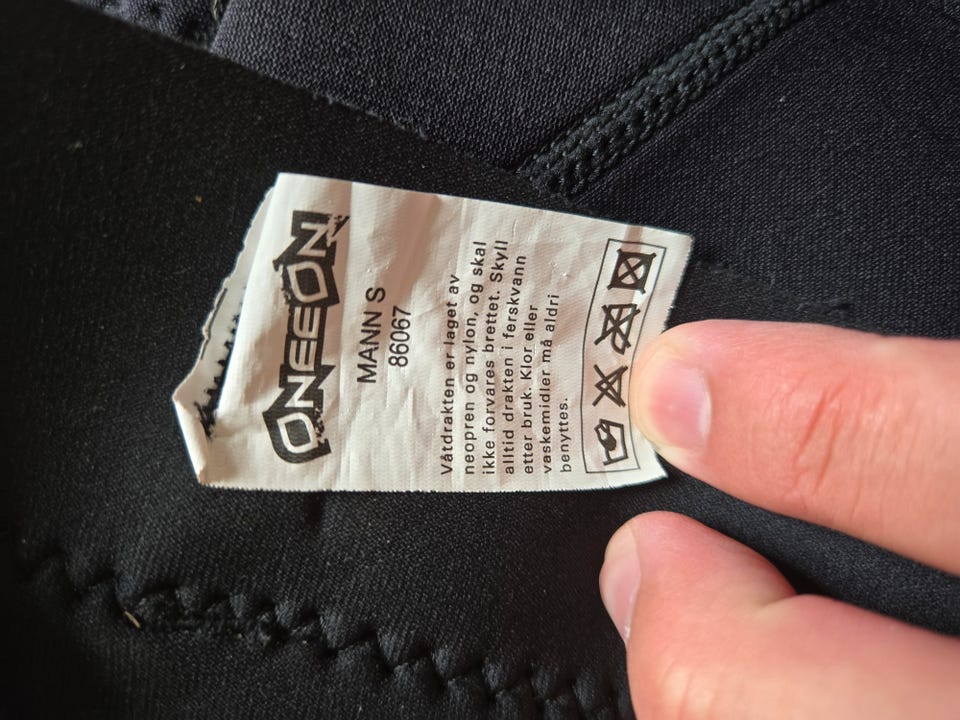 ONEEON
MANN S
86067
Våtdrakten er laget av
neopren og nylon, og skal
ikke forvares brettet. Skyll
alltid drakten i ferskvann
etter bruk. Klor eller
vaskemidler må aldri
benyttes.